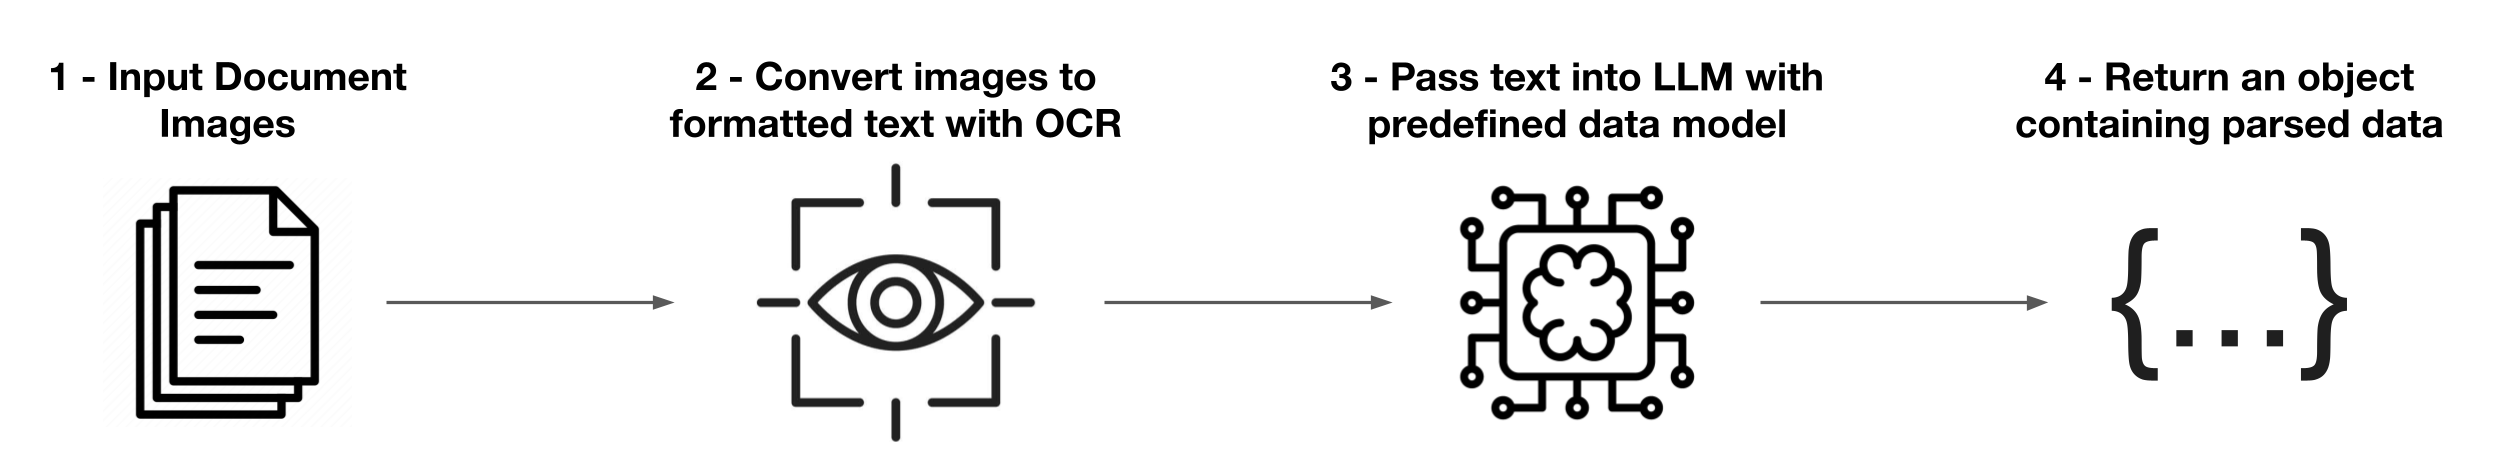 1 - Input Document
Images
2 - Convert images to
formatted text with OCR
3 - Pass text into LLM with
predefined data model
4 - Return an object
containing parsed data
{...}